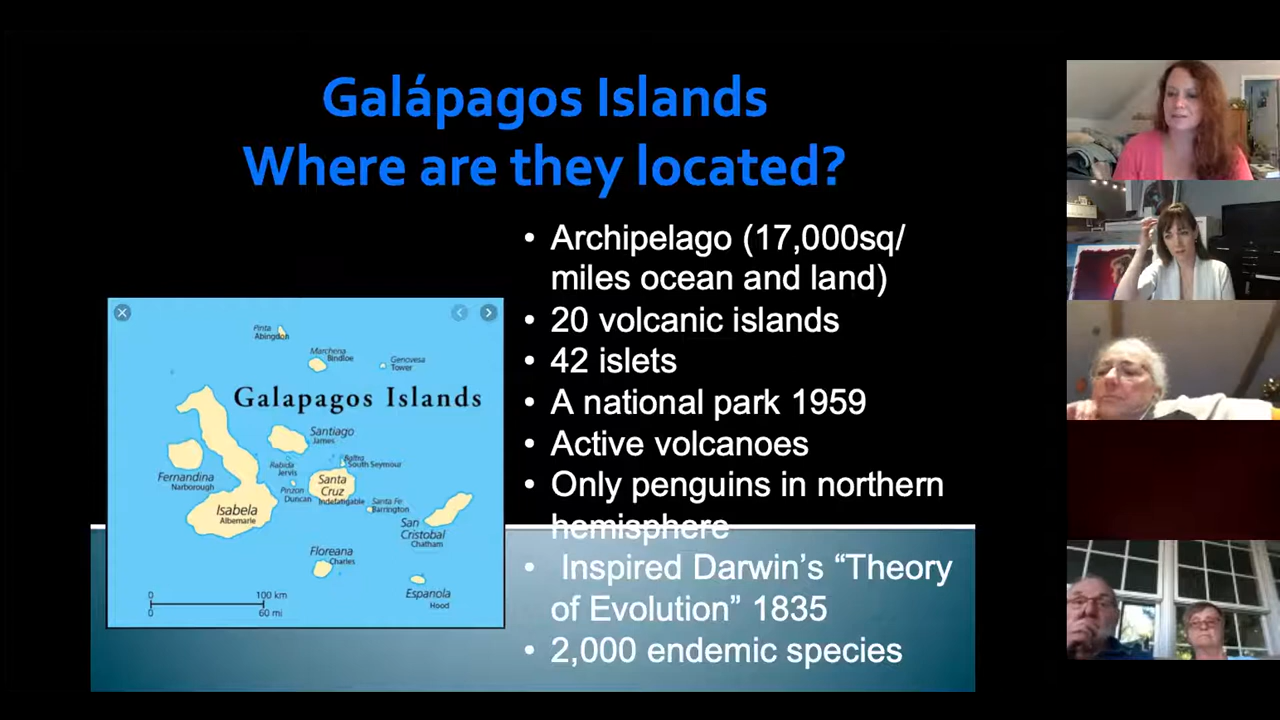 Galápagos Islands
Where are they located?
• Archipelago (17,000sq/
miles ocean and land)
• 20 volcanic islands
• 42 islets
• A national park 1959
• Active volcanoes
• Only penguins in northern
hemisphere
• Inspired Darwin's “Theory
of Evolution” 1835
• 2,000 endemic species
Pinta
Abingdon
Marchena
Bindloe
Genovesa
Tower
Galapagos Islands
Santiago
James
Rabida
Jervis
Baltra
South Seymour
Fernandina
Narborough
Pinzon
Duncan
Santa
Cruz
Indefatigable
Santa Fe
Barrington
Isabela
Albemarle
San
Cristobal
Chatham
Floreana
Charles
Espanola
Hood
100 km
0
0
60 mi